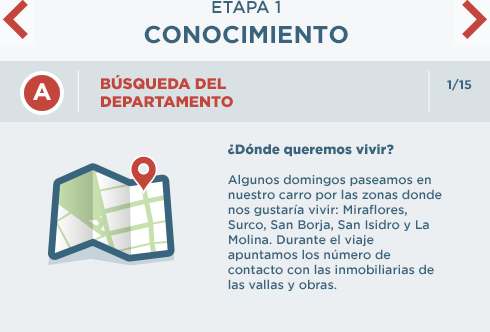 ETAPA 1
CONOCIMIENTO
A
BÚSQUEDA DEL
DEPARTAMENTO
1/15
¿Dónde queremos vivir?
Algunos domingos paseamos en
nuestro carro por las zonas donde
nos gustaría vivir: Miraflores,
Surco, San Borja, San Isidro y La
Molina. Durante el viaje
apuntamos los número de
contacto con las inmobiliarias de
las vallas y obras.